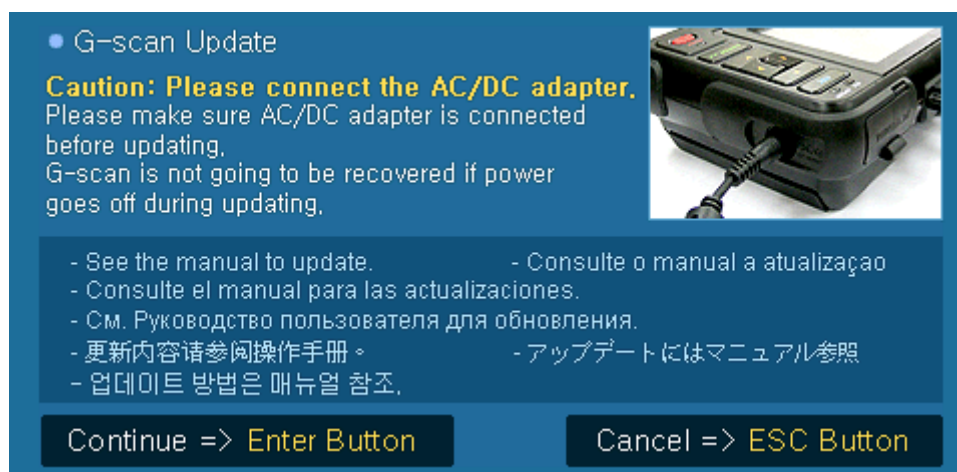 G-scan Update
Caution: Please connect the AC/DC adapter.
Please make sure AC/DC adapter is connected
before updating,
G-scan is not going to be recovered if power
goes off during updating,
- See the manual to update.
- Consulte o manual a atualizaçao
- Consulte el manual para las actualizaciones.
- См. Руководство пользователя для обновления.
- 更新内容请参阅操作手册。
- アップデートにはマニュアル参照
- 업데이트 방법은 매뉴얼 참조,
Continue => Enter Button
Cancel => ESC Button